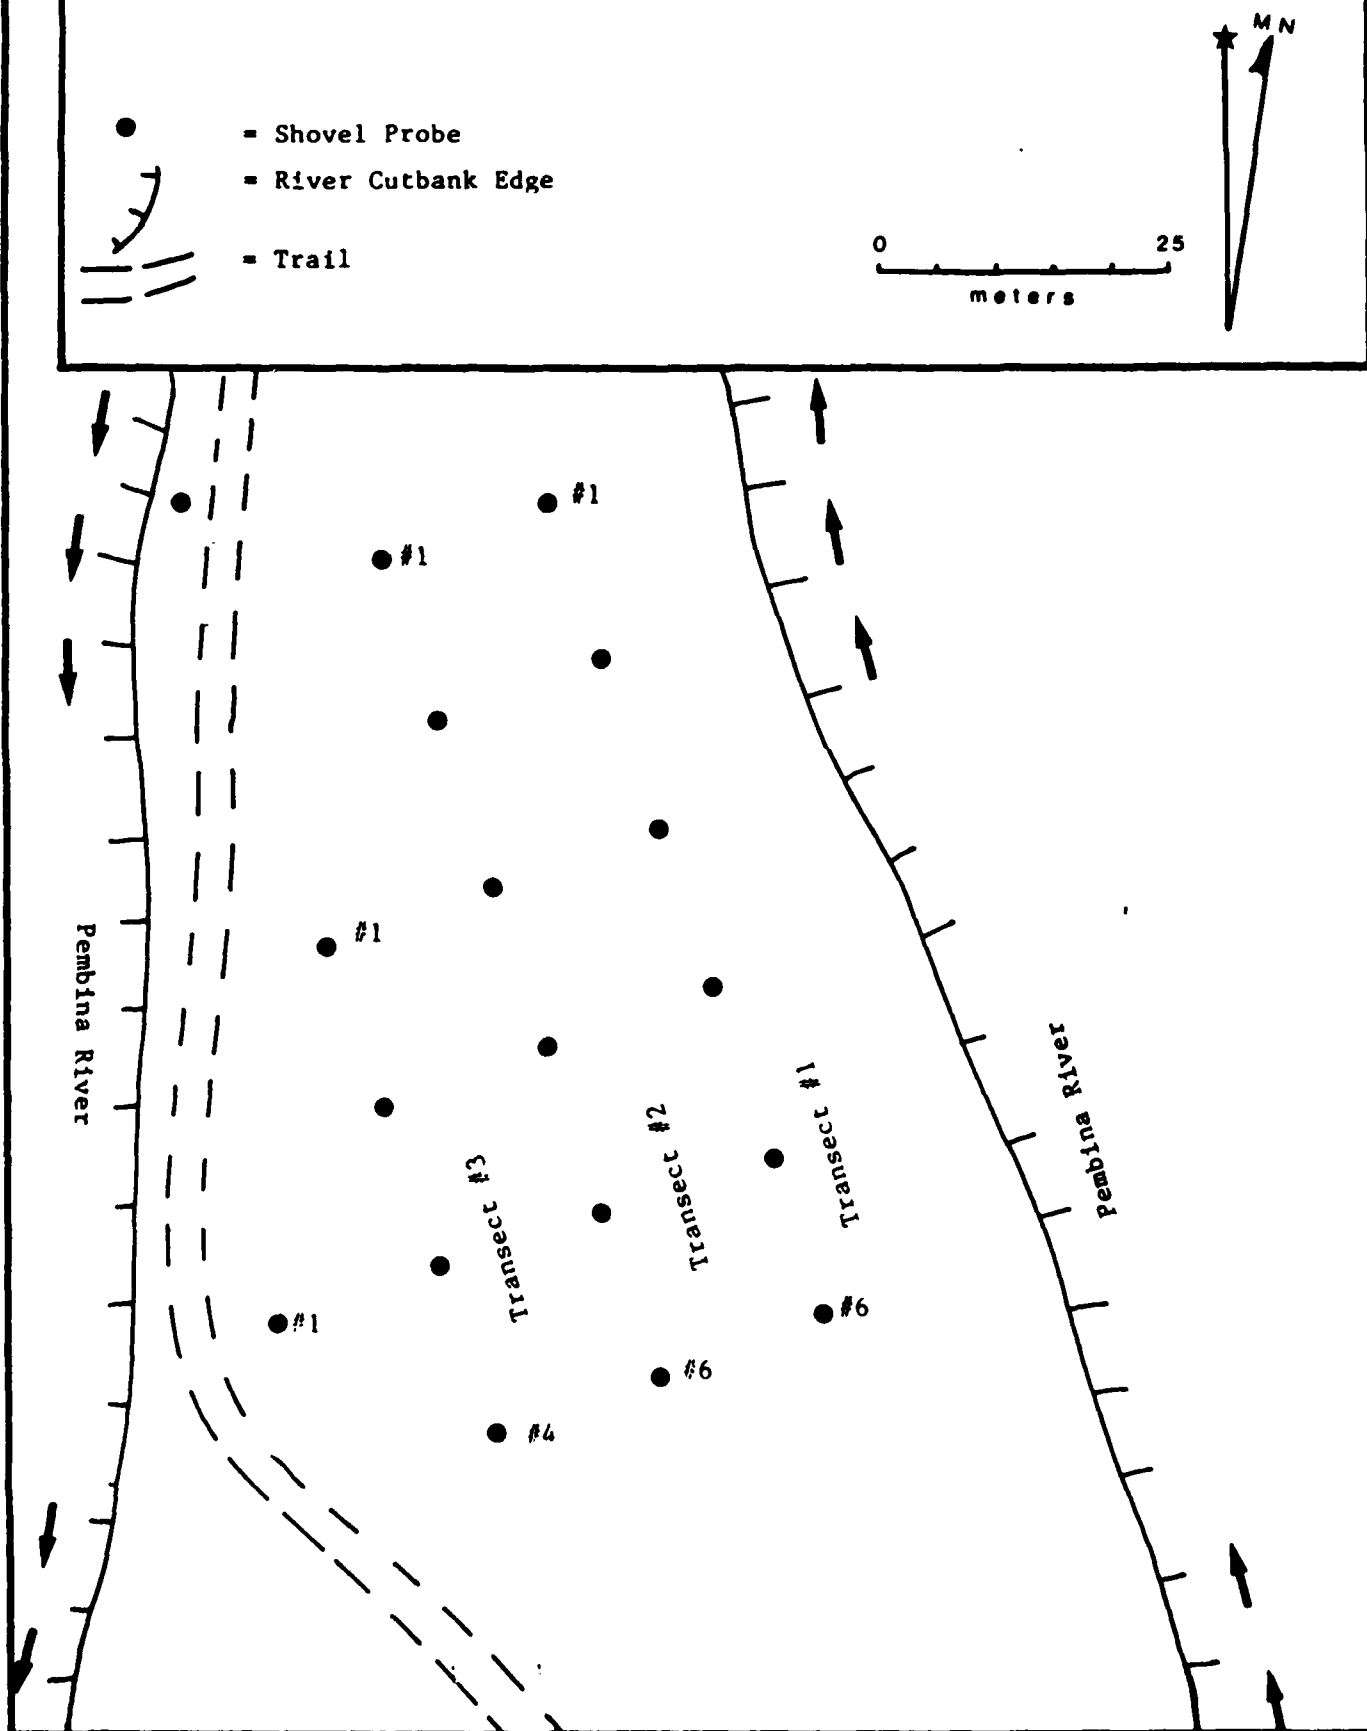 MN
= Shovel Probe
= River Cutbank Edge
= Trail
0 25
meters
#1
#1
#1
Pembina River
Pembina River
Transect #1
Transect #2
Transect #3
#1
#6
#6
#4